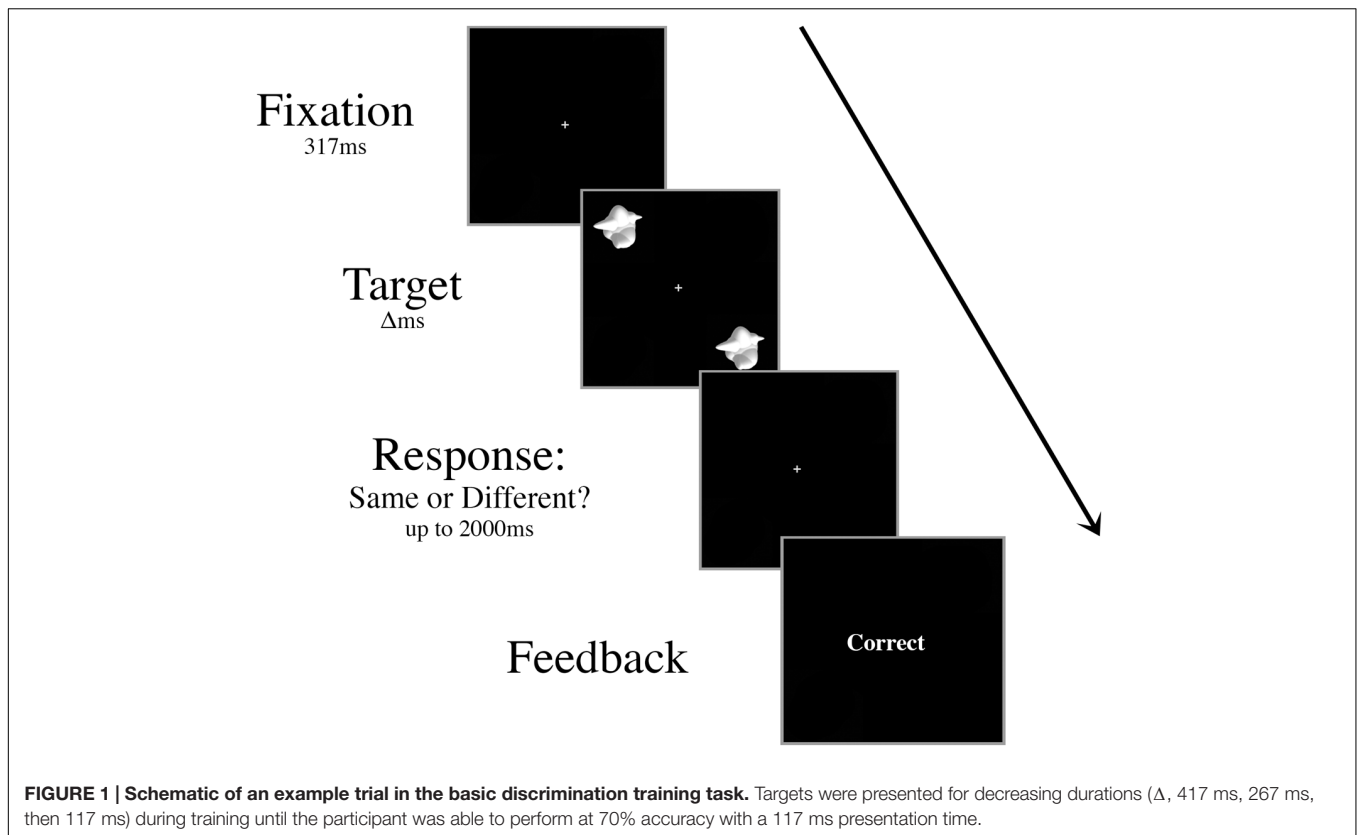 Fixation
317ms
Target
Δms
Response:
Same or Different?
up to 2000ms
Correct
Feedback
FIGURE 1 | Schematic of an example trial in the basic discrimination training task. Targets were presented for decreasing durations (Δ, 417 ms, 267 ms,
then 117 ms) during training until the participant was able to perform at 70% accuracy with a 117 ms presentation time.